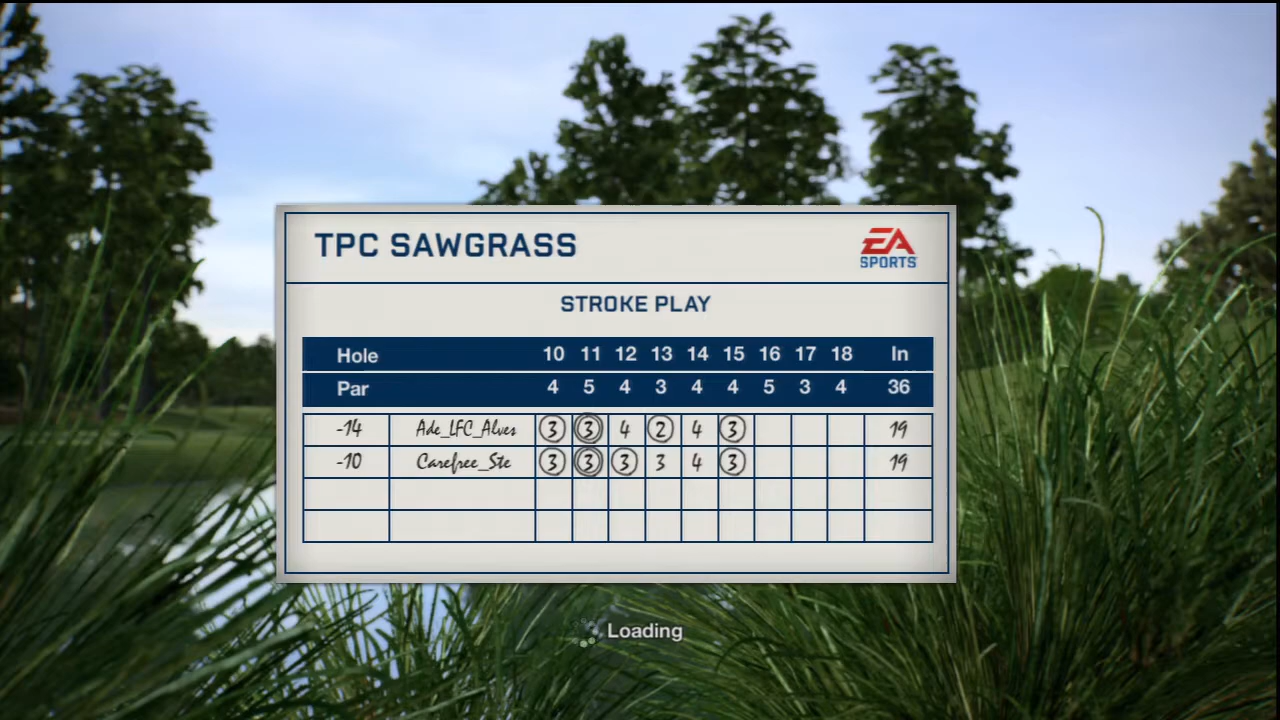 TPC SAWGRASS
EA SPORTS
STROKE PLAY
Hole 10 11 12 13 14 15 16 17 18 In
Par 4 5 4 3 4 4 5 3 4 36
-14 Ade_LFC_Alves 3 3 4 2 4 3 19
-10 Carefree_Ste 3 3 3 3 4 3 19
Loading